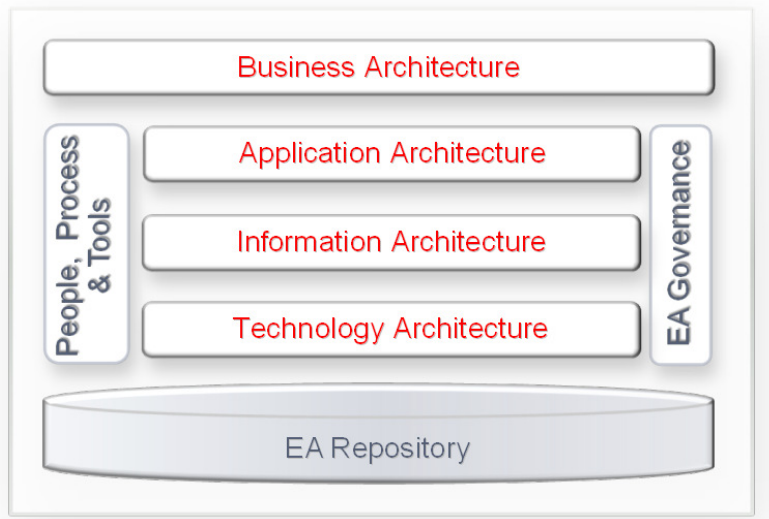 Business Architecture
People, Process
& Tools
Application Architecture
Information Architecture
Technology Architecture
EA Governance
EA Repository